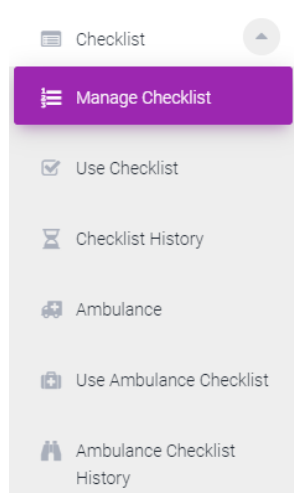 Checklist
Manage Checklist
Use Checklist
Checklist History
Ambulance
Use Ambulance Checklist
Ambulance Checklist
History